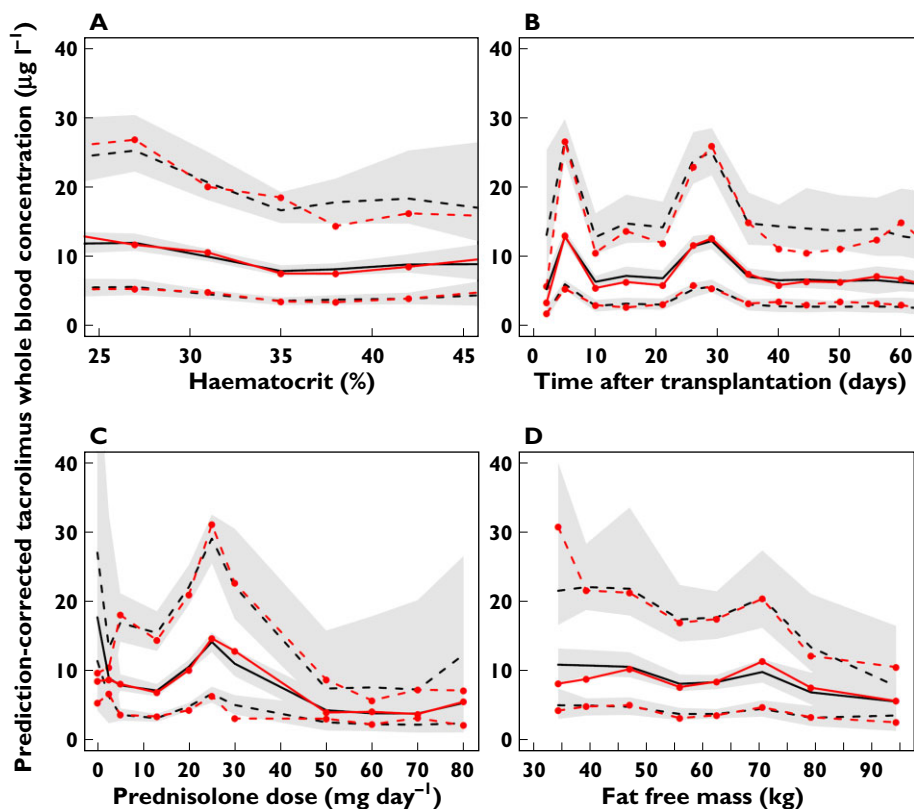 Prediction-corrected tacrolimus whole blood concentration (µg l⁻¹)
A
40
30
20
10
0
25 30 35 40 45
Haematocrit (%)
B
40
30
20
10
0
0 10 20 30 40 50 60
Time after transplantation (days)
C
40
30
20
10
0
0 10 20 30 40 50 60 70 80
Prednisolone dose (mg day⁻¹)
D
40
30
20
10
0
30 40 50 60 70 80 90
Fat free mass (kg)